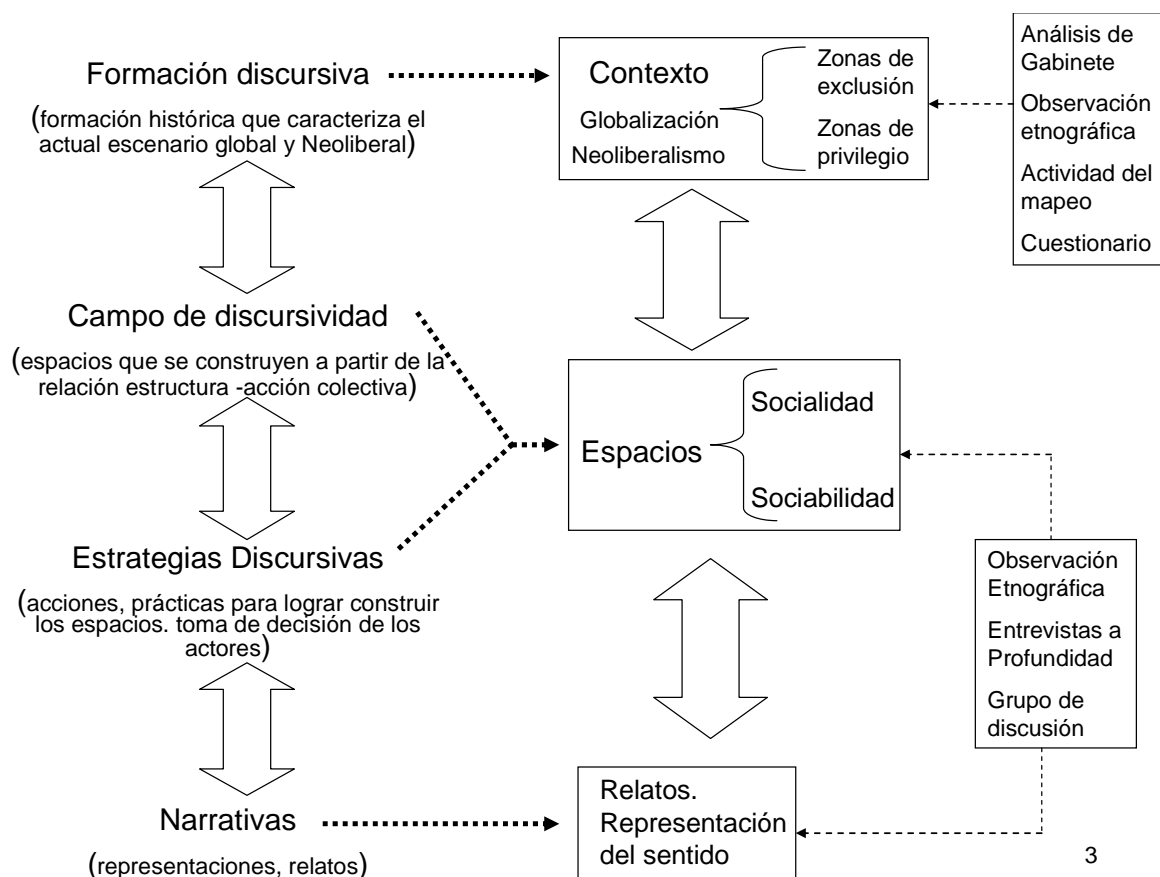 Formación discursiva
(formación histórica que caracteriza el
actual escenario global y Neoliberal)
Campo de discursividad
(espacios que se construyen a partir de la
relación estructura -acción colectiva)
Estrategias Discursivas
(acciones, prácticas para lograr construir
los espacios. toma de decisión de los
actores)
Narrativas
(representaciones, relatos)
Contexto
Globalización
Neoliberalismo
Zonas de
exclusión
Zonas de
privilegio
Espacios
Socialidad
Sociabilidad
Relatos.
Representación
del sentido
Análisis de
Gabinete
Observación
etnográfica
Actividad del
mapeo
Cuestionario
Observación
Etnográfica
Entrevistas a
Profundidad
Grupo de
discusión
3